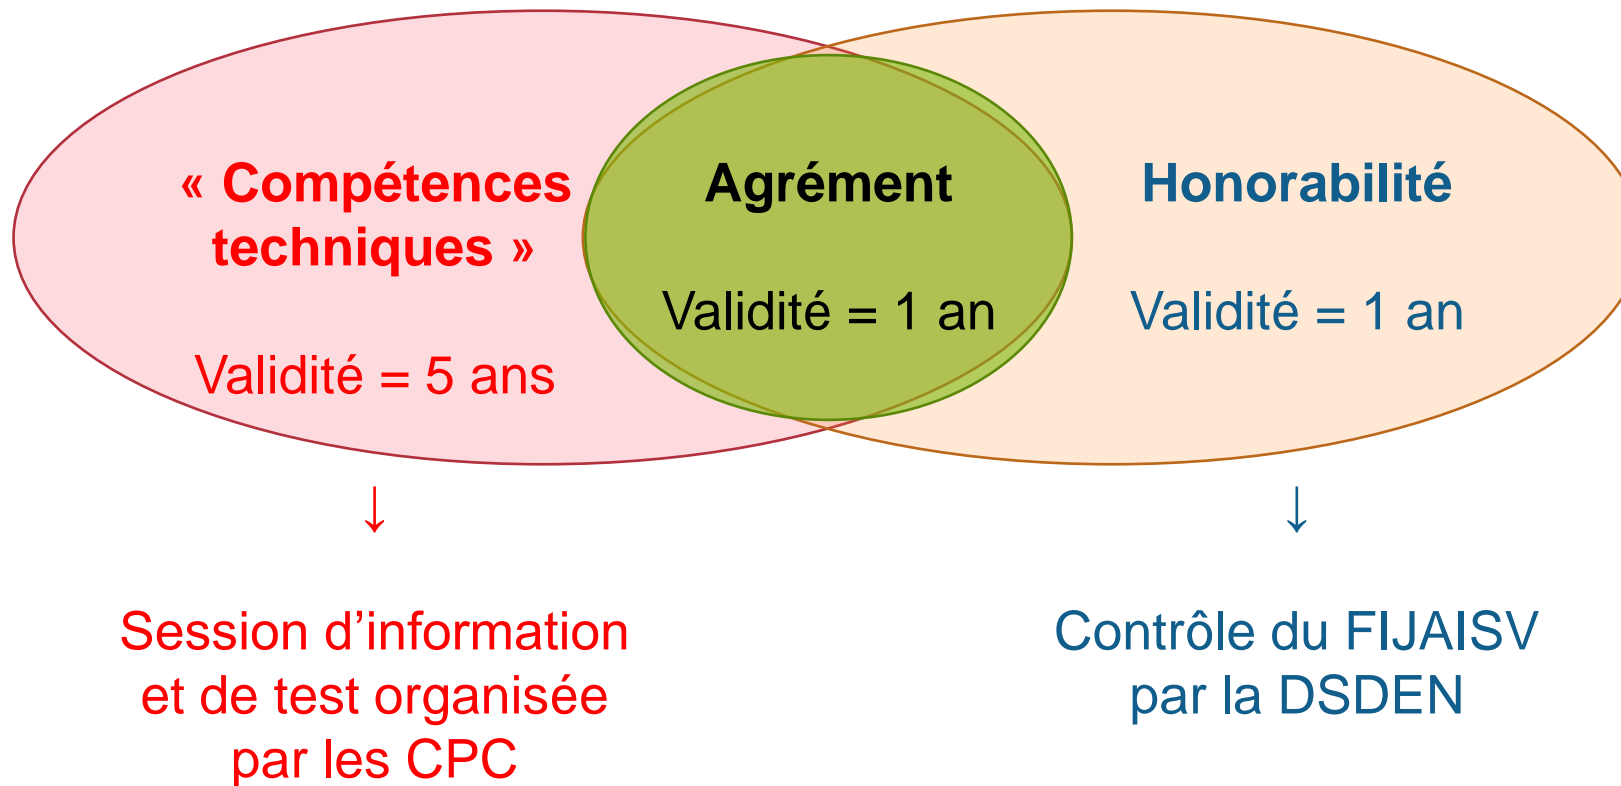 « Compétences
techniques »
Validité = 5 ans
Agrément
Validité = 1 an
Honorabilité
Validité = 1 an
↓
↓
Session d’information
et de test organisée
par les CPC
Contrôle du FIJAISV
par la DSDEN